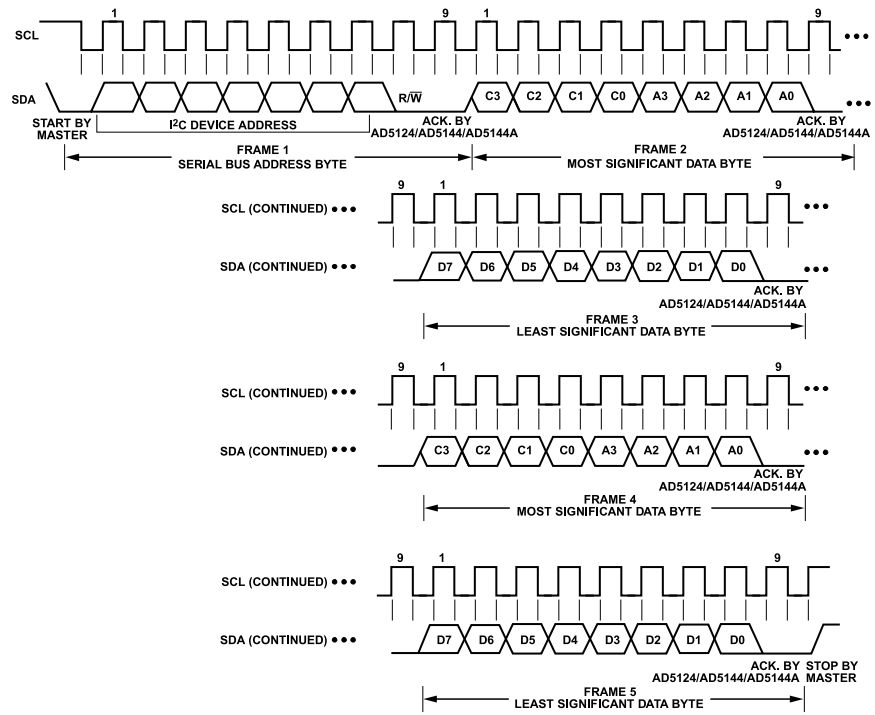 1 9 1 9
SCL •••
SDA R/W̅ C3 C2 C1 C0 A3 A2 A1 A0 •••
START BY MASTER
I²C DEVICE ADDRESS
ACK. BY
AD5124/AD5144/AD5144A
ACK. BY
AD5124/AD5144/AD5144A
FRAME 1
SERIAL BUS ADDRESS BYTE
FRAME 2
MOST SIGNIFICANT DATA BYTE
9 1 9
SCL (CONTINUED) ••• •••
SDA (CONTINUED) ••• D7 D6 D5 D4 D3 D2 D1 D0 •••
ACK. BY
AD5124/AD5144/AD5144A
FRAME 3
LEAST SIGNIFICANT DATA BYTE
9 1 9
SCL (CONTINUED) ••• •••
SDA (CONTINUED) ••• C3 C2 C1 C0 A3 A2 A1 A0 •••
ACK. BY
AD5124/AD5144/AD5144A
FRAME 4
MOST SIGNIFICANT DATA BYTE
9 1 9
SCL (CONTINUED) •••
SDA (CONTINUED) ••• D7 D6 D5 D4 D3 D2 D1 D0
ACK. BY
AD5124/AD5144/AD5144A
STOP BY
MASTER
FRAME 5
LEAST SIGNIFICANT DATA BYTE